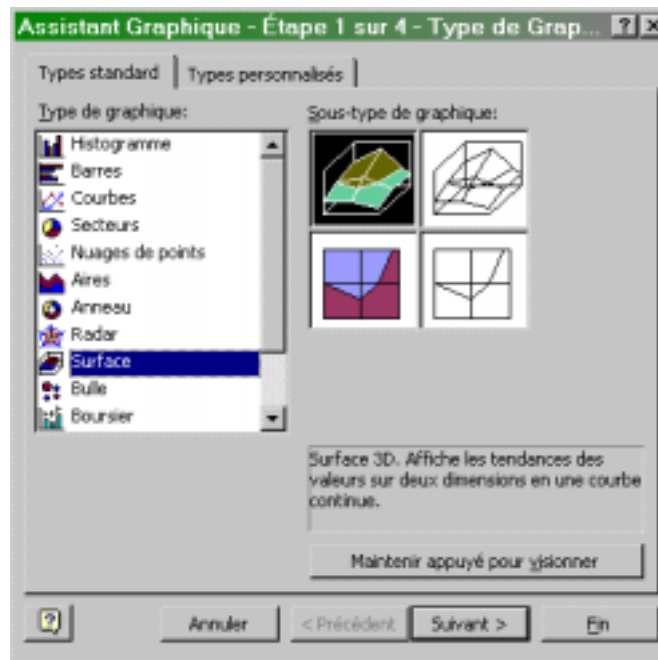 Assistant Graphique - Étape 1 sur 4 - Type de Grap...
Types standard
Types personnalisés
Type de graphique:
Sous-type de graphique:
Histogramme
Barres
Courbes
Secteurs
Nuages de points
Aires
Anneau
Radar
Surface
Bulle
Boursier
Surface 3D. Affiche les tendances des
valeurs sur deux dimensions en une courbe
continue.
Maintenir appuyé pour visionner
Annuler
< Précédent
Suivant >
Fin